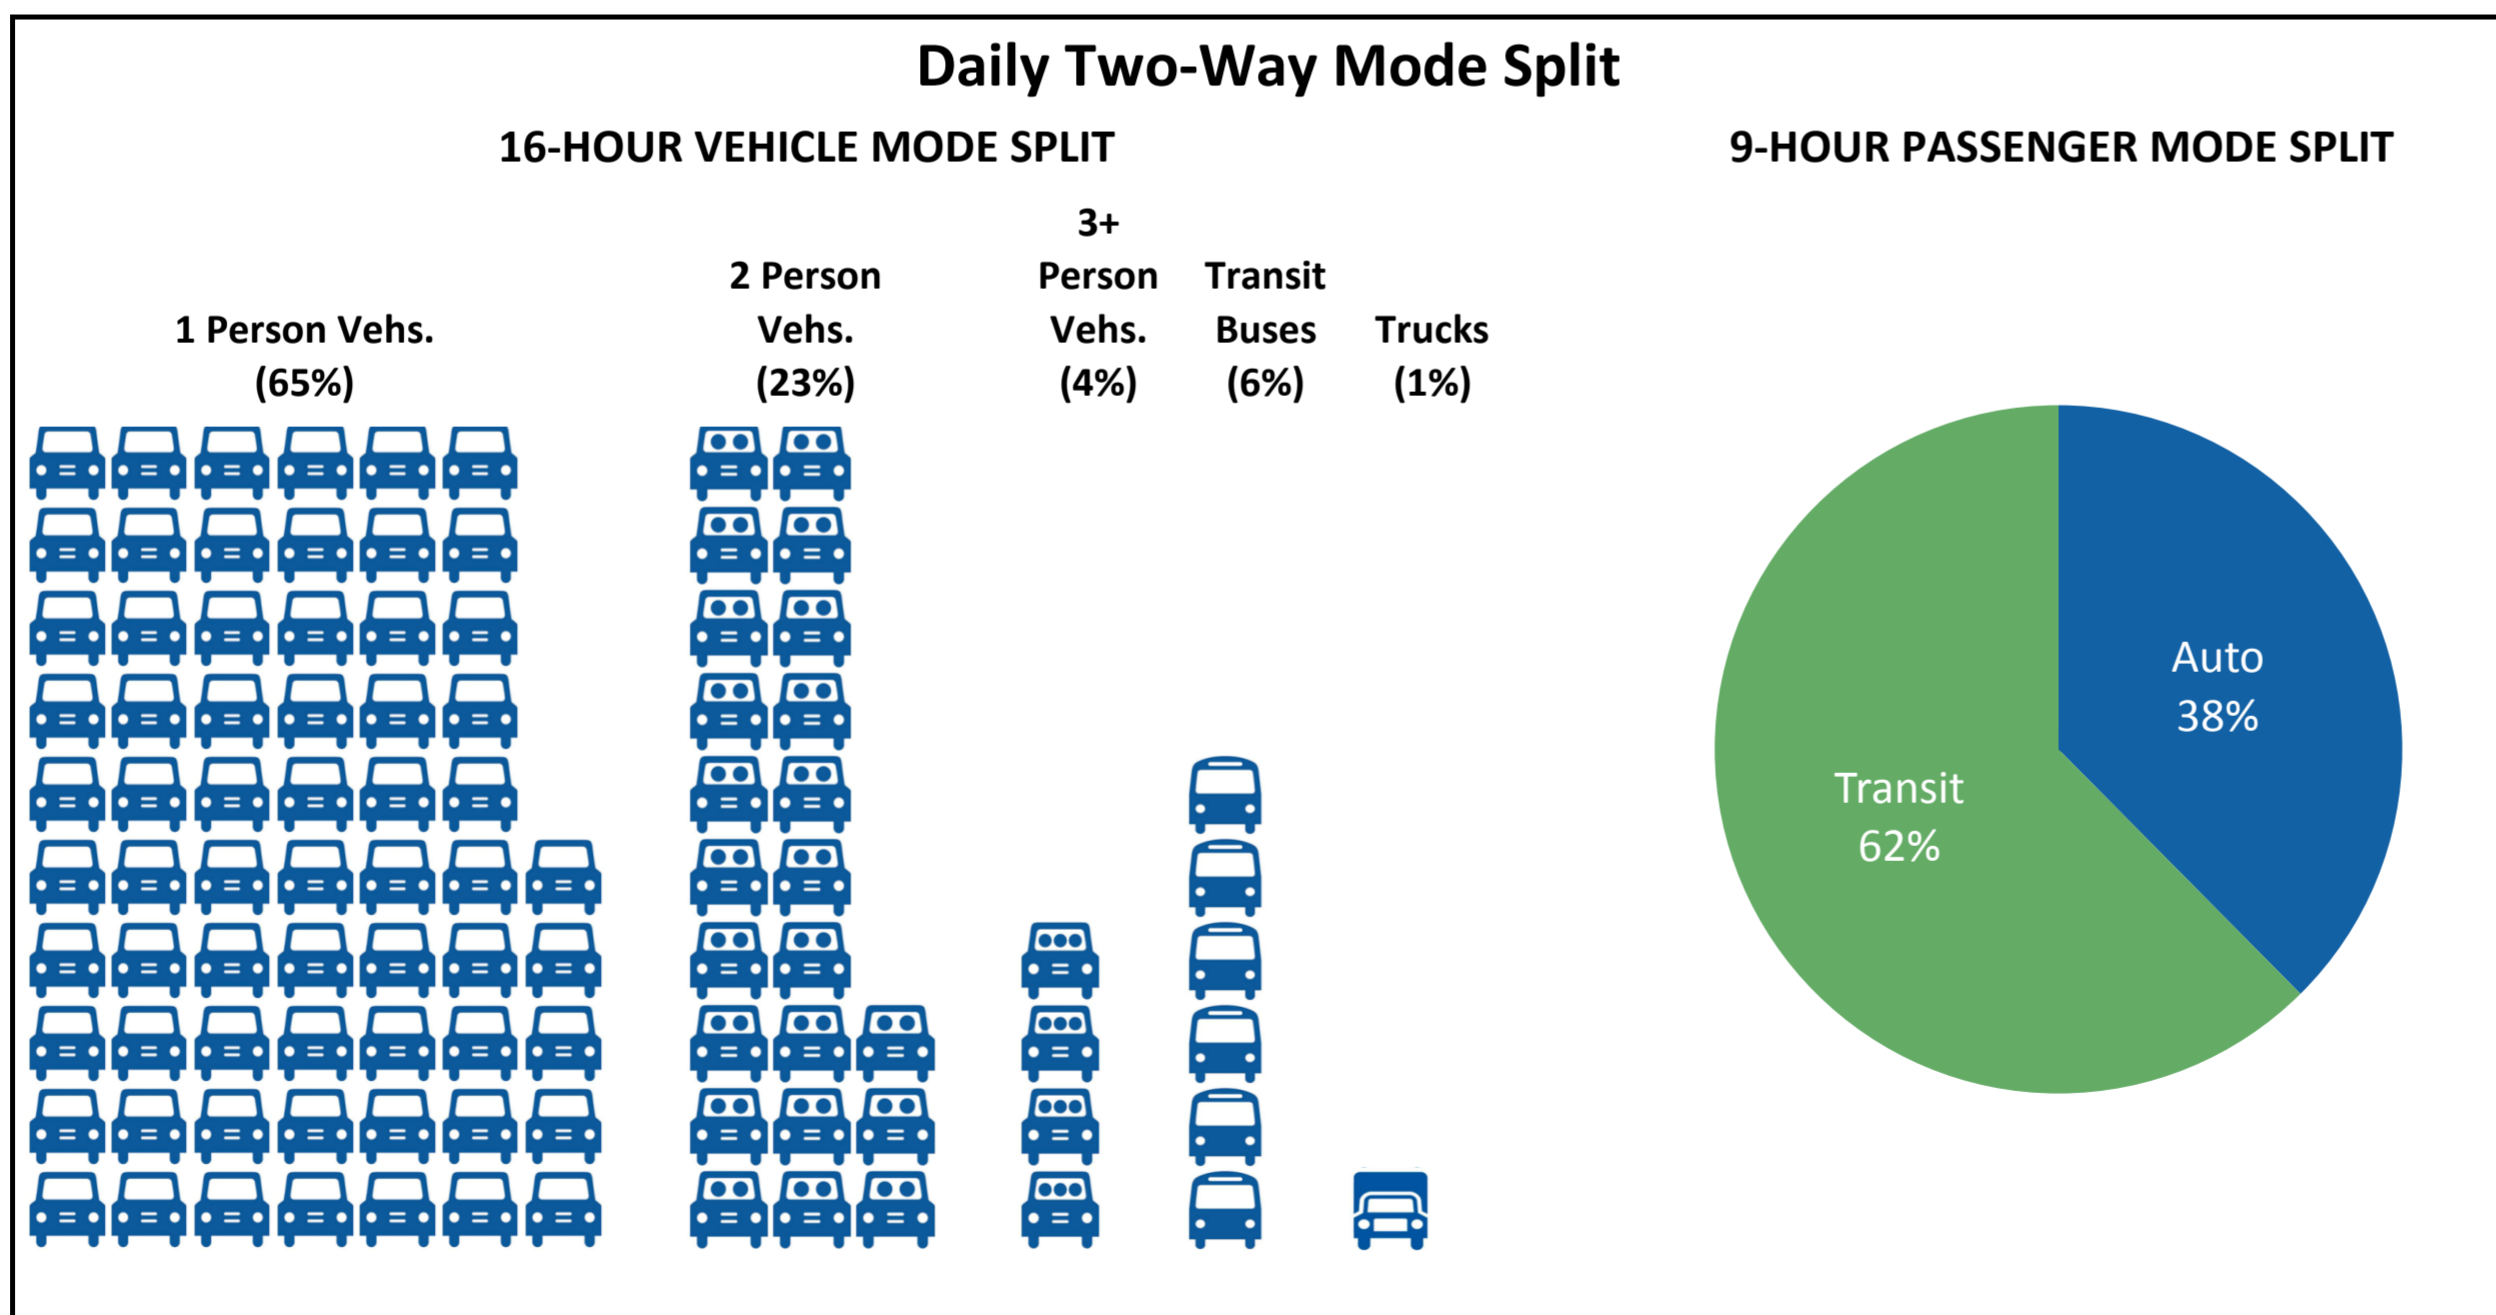 Daily Two-Way Mode Split
16-HOUR VEHICLE MODE SPLIT
1 Person Vehs.
(65%)
2 Person
Vehs.
(23%)
3+
Person
Vehs.
(4%)
Transit
Buses
(6%)
Trucks
(1%)
9-HOUR PASSENGER MODE SPLIT
Auto
38%
Transit
62%